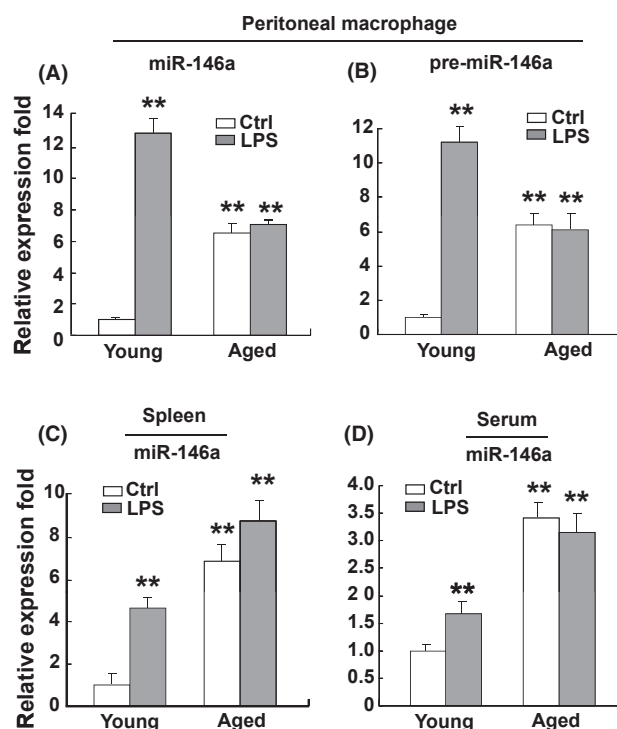 Peritoneal macrophage
(A)
miR-146a
Relative expression fold
14
12
10
8
6
4
2
0
**
** **
Ctrl
LPS
Young Aged
(B)
pre-miR-146a
12
10
8
6
4
2
0
**
** **
Ctrl
LPS
Young Aged
(C)
Spleen
miR-146a
Relative expression fold
10
8
6
4
2
0
Ctrl
LPS
**
**
**
Young Aged
(D)
Serum
miR-146a
4.0
3.5
3.0
2.5
2 0
1.5
1.0
0.5
0
Ctrl
LPS
**
**
**
Young Aged